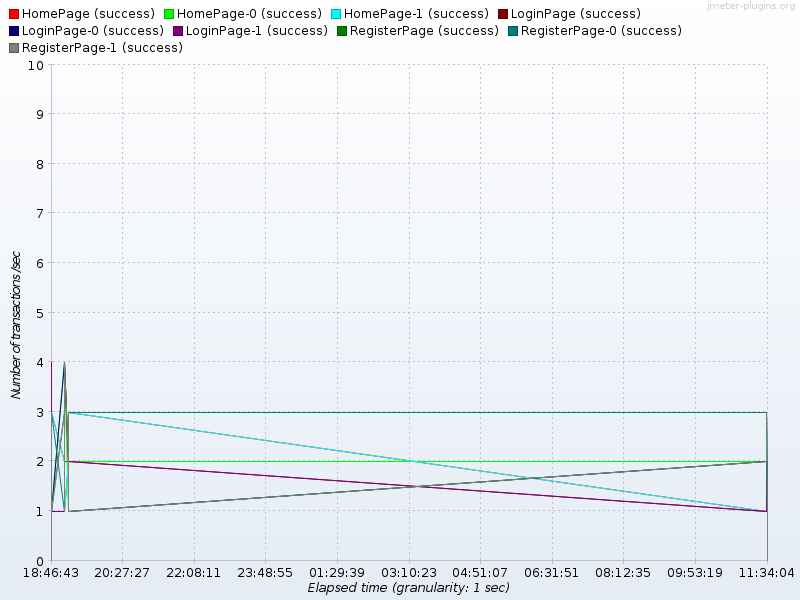 jmeter-plugins.org
HomePage (success) HomePage-0 (success) HomePage-1 (success) LoginPage (success)
LoginPage-0 (success) LoginPage-1 (success) RegisterPage (success) RegisterPage-0 (success)
RegisterPage-1 (success)
10
9
8
7
6
5
4
3
2
1
0
Number of transactions /sec
18:46:43 20:27:27 22:08:11 23:48:55 01:29:39 03:10:23 04:51:07 06:31:51 08:12:35 09:53:19 11:34:04
Elapsed time (granularity: 1 sec)